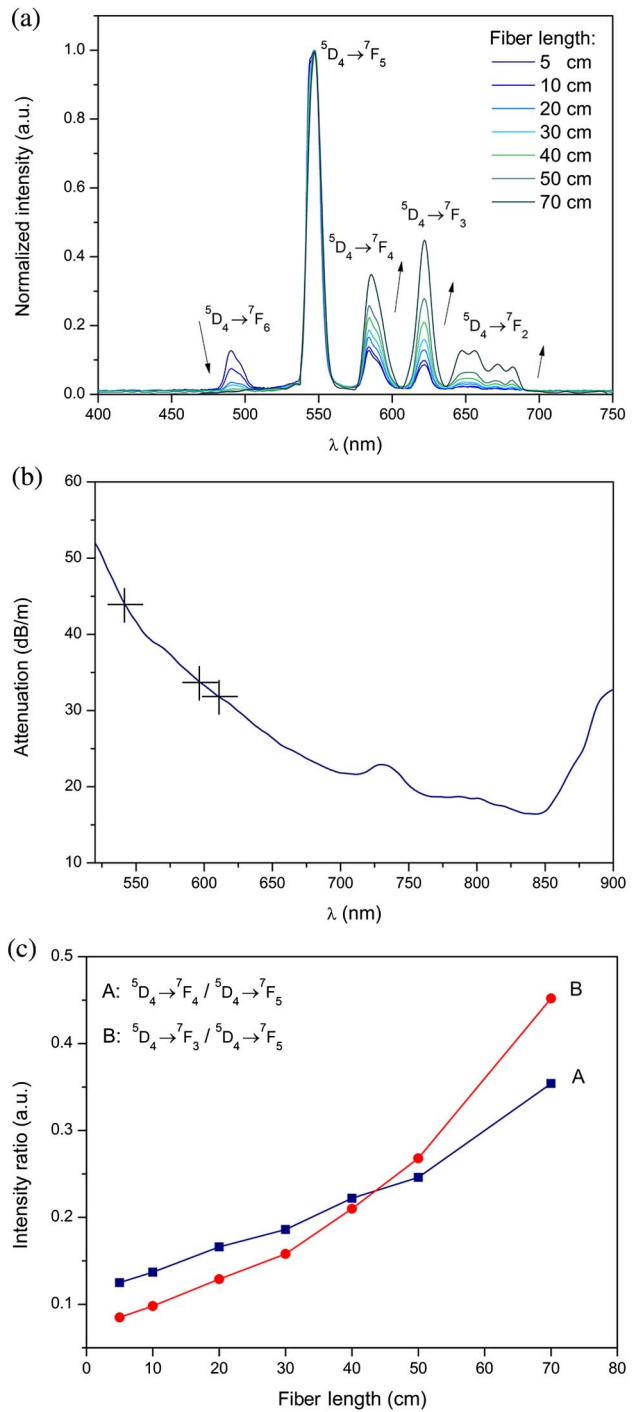 (a)
⁵D₄→⁷F₅
Fiber length:
5 cm
10 cm
20 cm
30 cm
40 cm
50 cm
70 cm
⁵D₄→⁷F₃
⁵D₄→⁷F₄
⁵D₄→⁷F₆
⁵D₄→⁷F₂
Normalized intensity (a.u.)
1.0
0.8
0.6
0.4
0.2
0.0
400 450 500 550 600 650 700 750
λ (nm)
(b)
Attenuation (dB/m)
60
50
40
30
20
10
550 600 650 700 750 800 850 900
λ (nm)
(c)
A: ⁵D₄→⁷F₄ / ⁵D₄→⁷F₅
B: ⁵D₄→⁷F₃ / ⁵D₄→⁷F₅
B
A
Intensity ratio (a.u.)
0.5
0.4
0.3
0.2
0.1
0 10 20 30 40 50 60 70 80
Fiber length (cm)